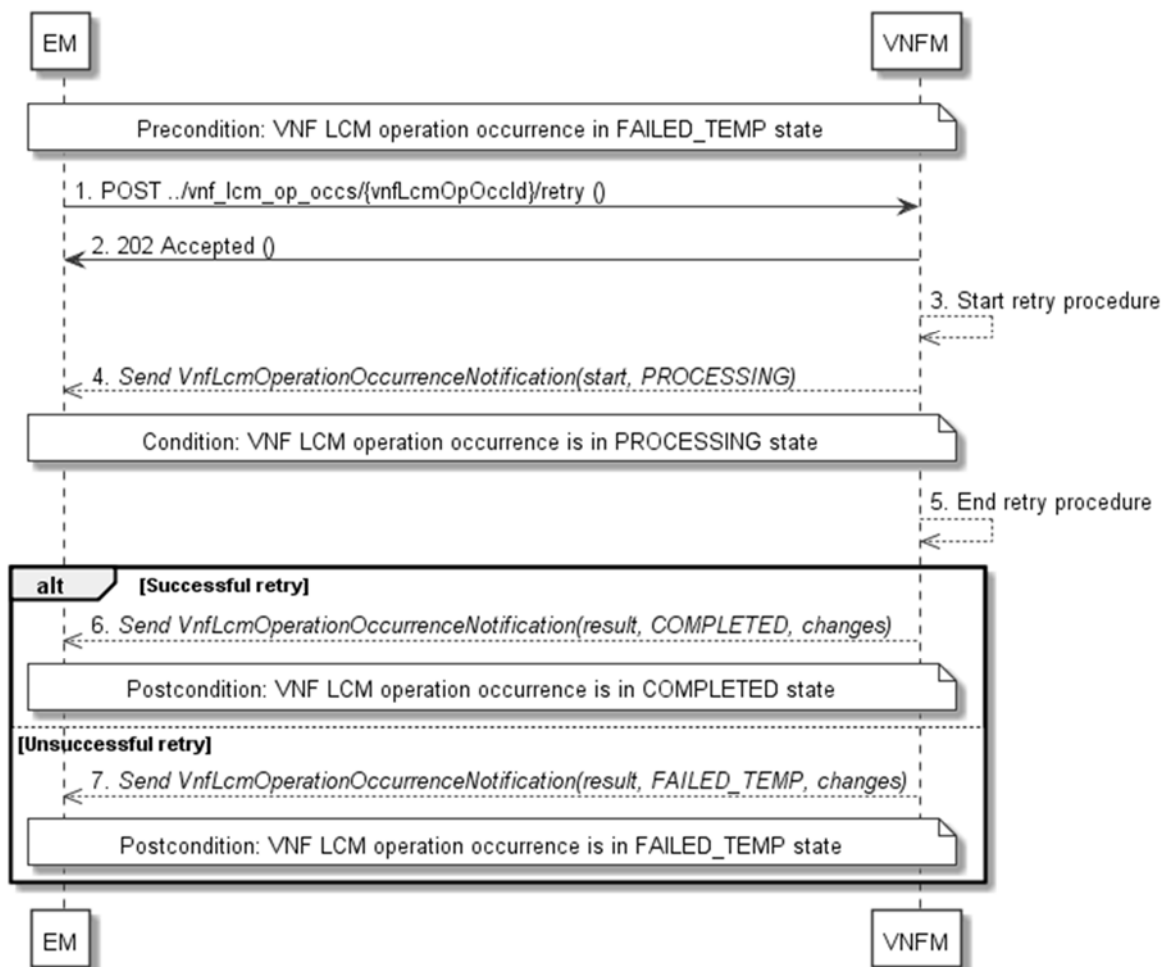 EM
VNFM
Precondition: VNF LCM operation occurrence in FAILED_TEMP state
1. POST ../vnf_lcm_op_occs/{vnfLcmOpOccId}/retry ()
2. 202 Accepted ()
3. Start retry procedure
4. Send VnfLcmOperationOccurrenceNotification(start, PROCESSING)
Condition: VNF LCM operation occurrence is in PROCESSING state
5. End retry procedure
alt
[Successful retry]
6. Send VnfLcmOperationOccurrenceNotification(result, COMPLETED, changes)
Postcondition: VNF LCM operation occurrence is in COMPLETED state
[Unsuccessful retry]
7. Send VnfLcmOperationOccurrenceNotification(result, FAILED_TEMP, changes)
Postcondition: VNF LCM operation occurrence is in FAILED_TEMP state
EM
VNFM